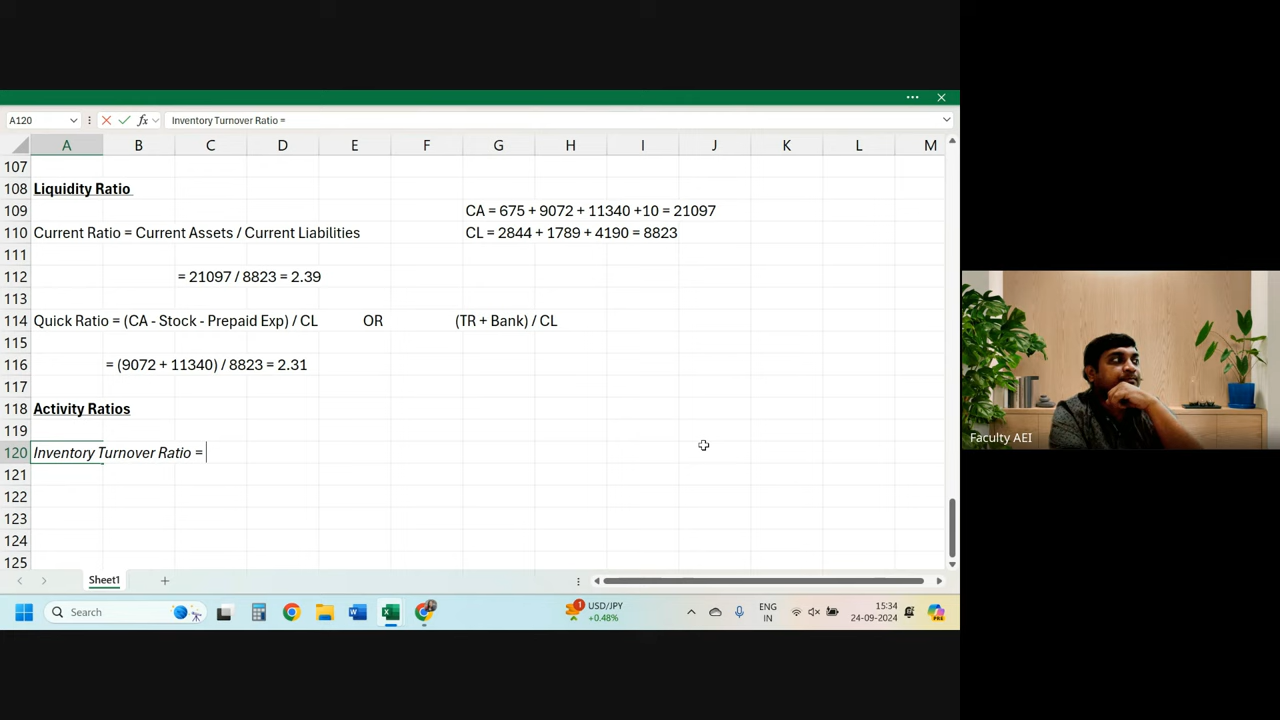 A120 fx Inventory Turnover Ratio =
A B C D E F G H I J K L M
107
108 Liquidity Ratio
109 CA = 675 + 9072 + 11340 +10 = 21097
110 Current Ratio = Current Assets / Current Liabilities CL = 2844 + 1789 + 4190 = 8823
111
112 = 21097 / 8823 = 2.39
113
114 Quick Ratio = (CA - Stock - Prepaid Exp) / CL OR (TR + Bank) / CL
115
116 = (9072 + 11340) / 8823 = 2.31
117
118 Activity Ratios
119
120 Inventory Turnover Ratio =
121
122
123
124
125
Faculty AEI
Sheet1
Search
1 USD/JPY
+0.48%
ENG
IN
15:34
24-09-2024
PRE